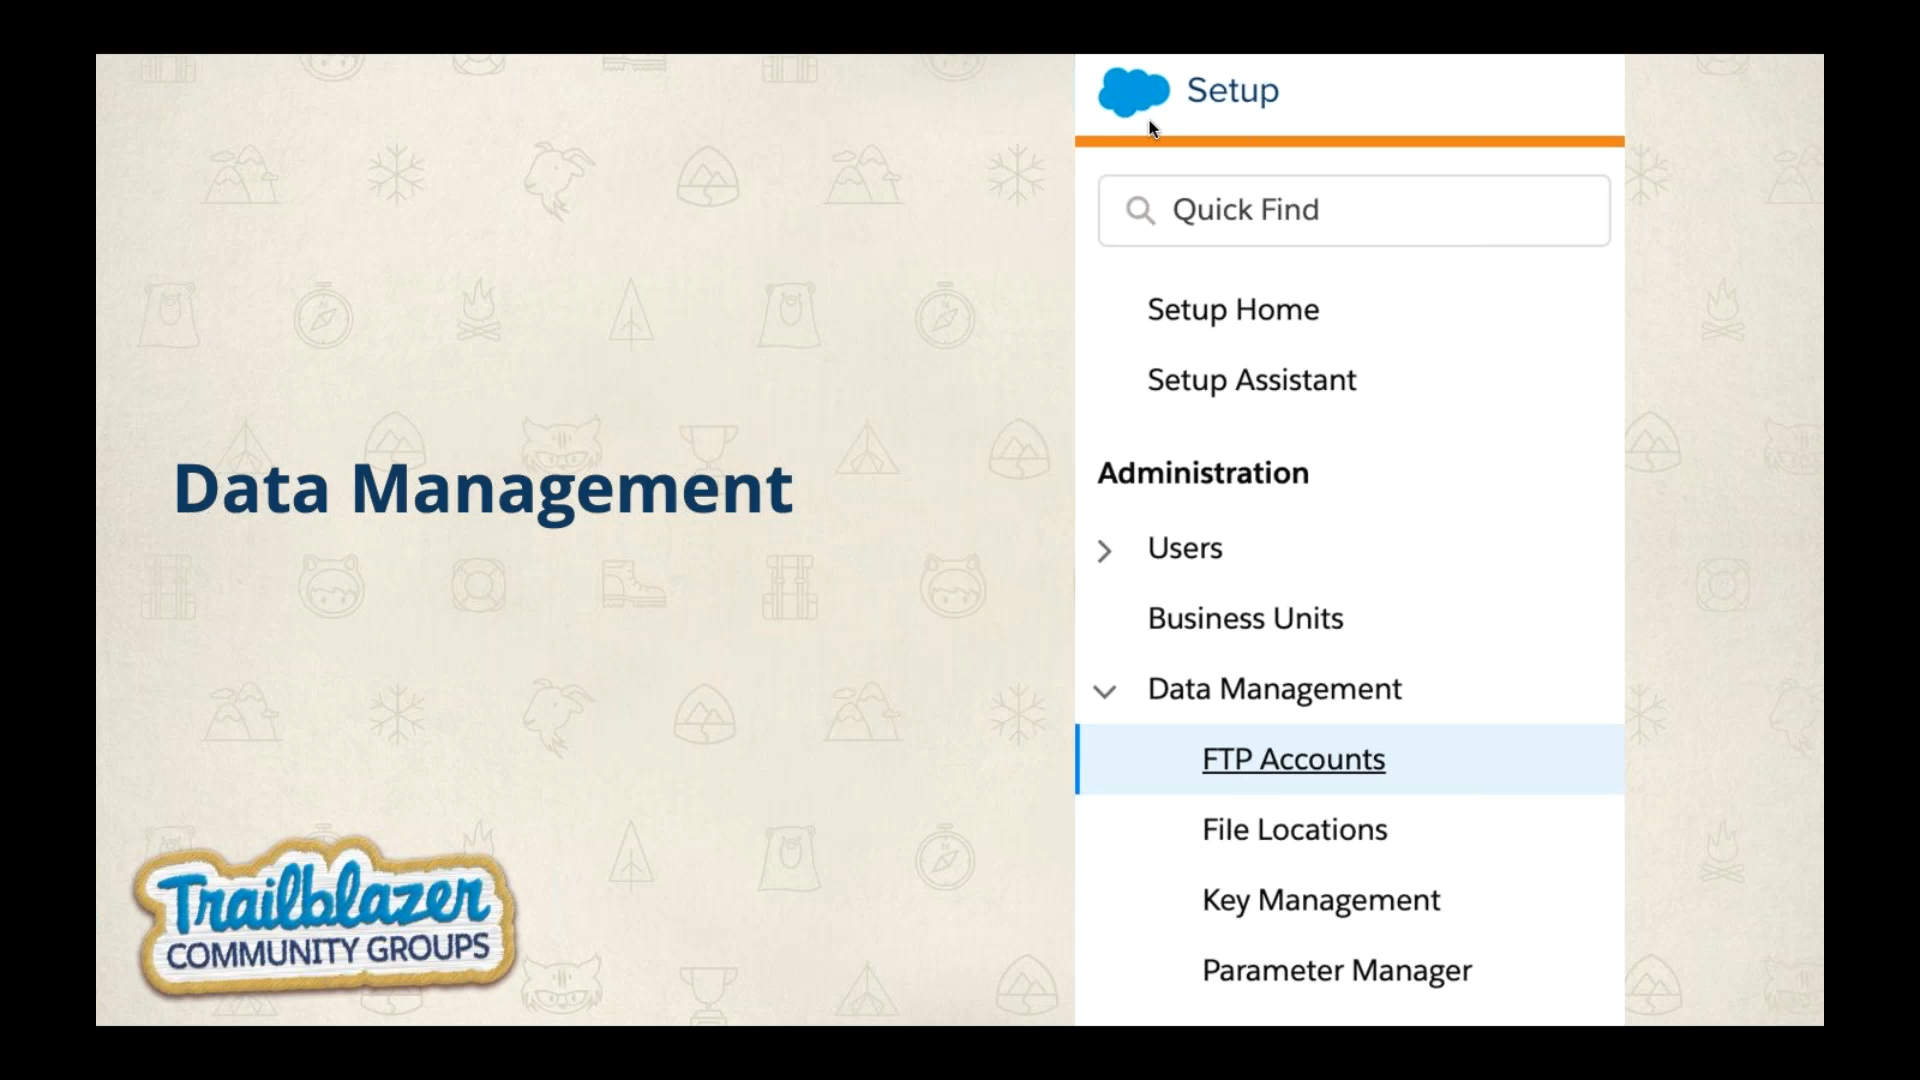 Data Management
Trailblazer
COMMUNITY GROUPS
Setup
Quick Find
Setup Home
Setup Assistant
Administration
Users
Business Units
Data Management
FTP Accounts
File Locations
Key Management
Parameter Manager